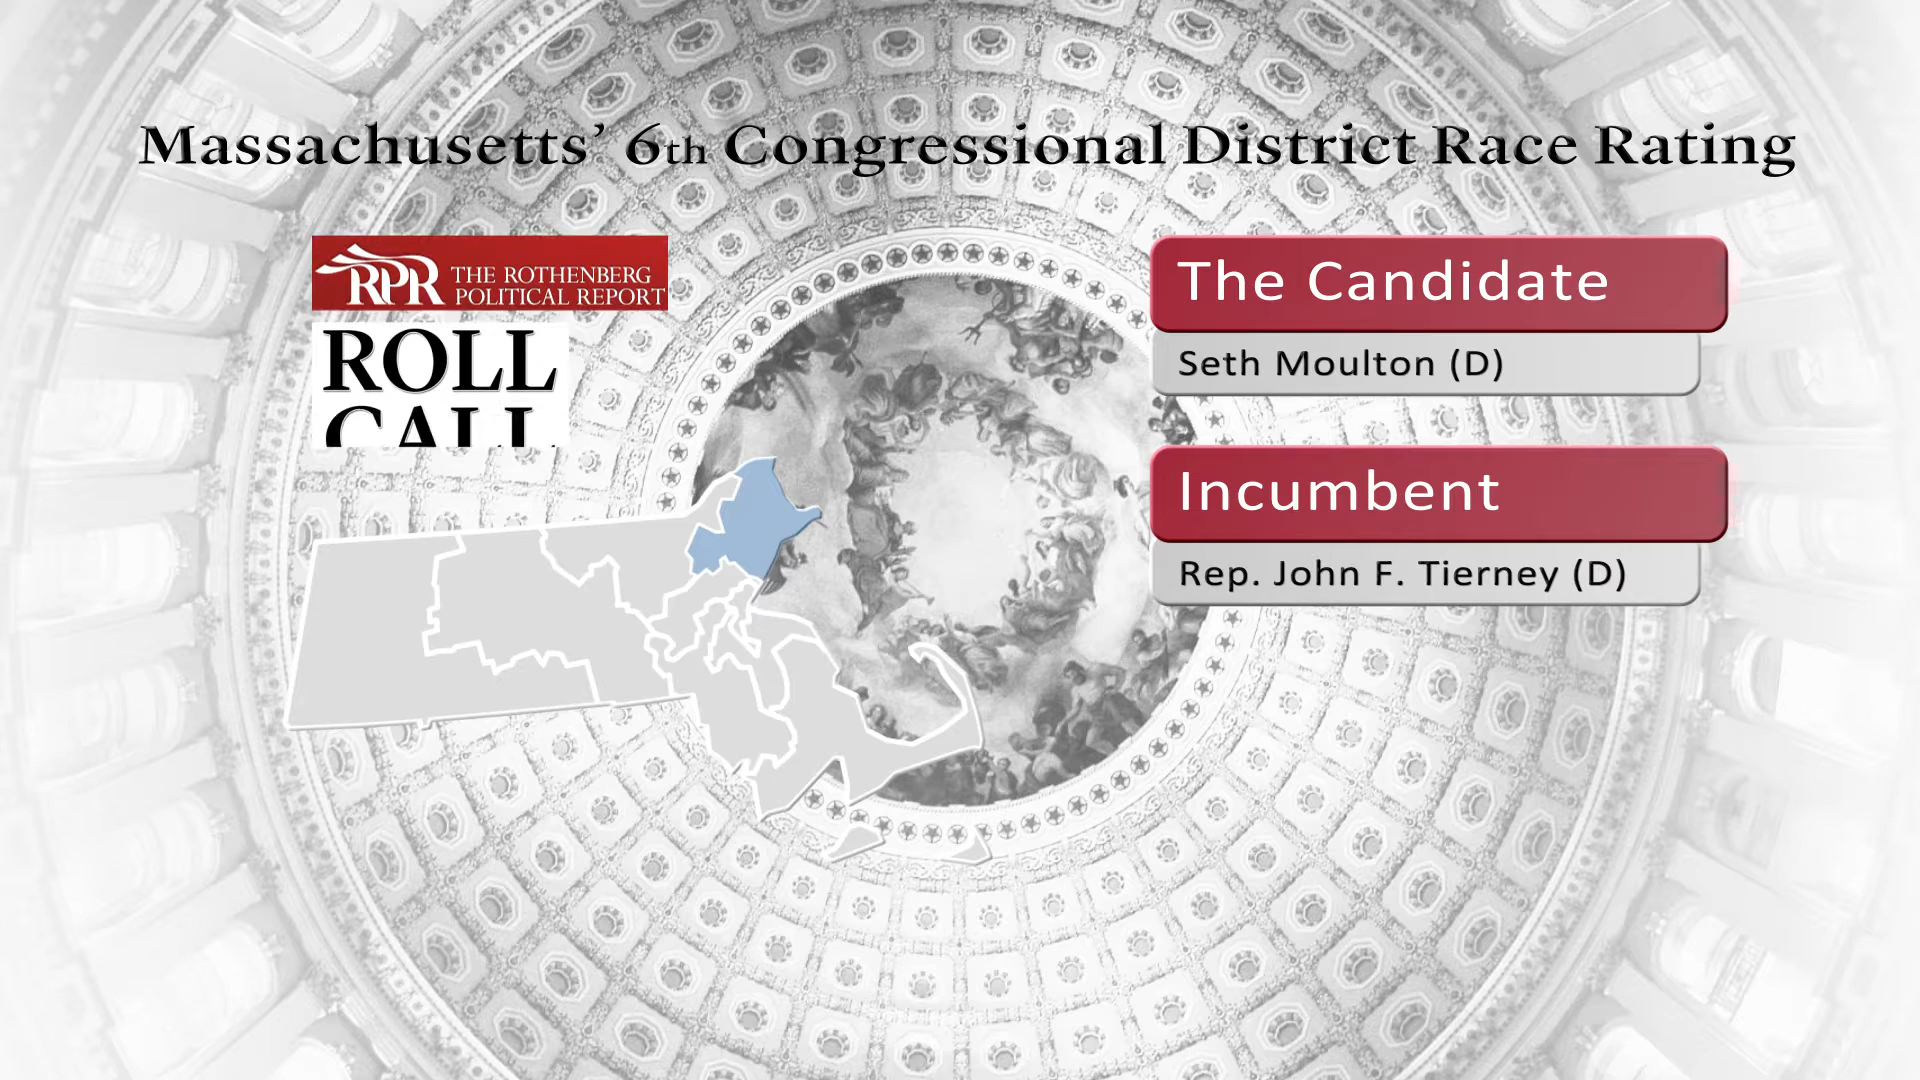 Massachusetts’ 6th Congressional District Race Rating
RPR THE ROTHENBERG
POLITICAL REPORT
ROLL
CALL
The Candidate
Seth Moulton (D)
Incumbent
Rep. John F. Tierney (D)